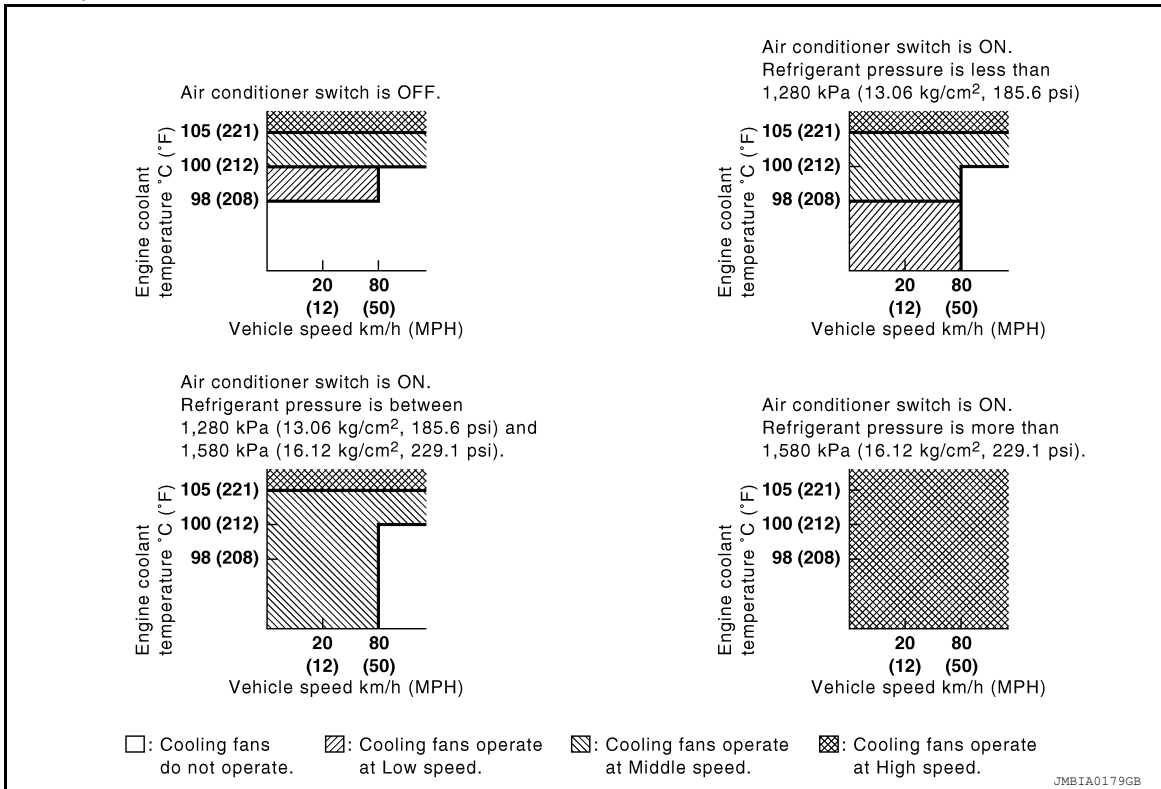 Air conditioner switch is OFF.
Engine coolant
temperature ˚C (˚F)
105 (221)
100 (212)
98 (208)
20
(12)
80
(50)
Vehicle speed km/h (MPH)
Air conditioner switch is ON.
Refrigerant pressure is less than
1,280 kPa (13.06 kg/cm², 185.6 psi)
Engine coolant
temperature ˚C (˚F)
105 (221)
100 (212)
98 (208)
20
(12)
80
(50)
Vehicle speed km/h (MPH)
Air conditioner switch is ON.
Refrigerant pressure is between
1,280 kPa (13.06 kg/cm², 185.6 psi) and
1,580 kPa (16.12 kg/cm², 229.1 psi).
Engine coolant
temperature ˚C (˚F)
105 (221)
100 (212)
98 (208)
20
(12)
80
(50)
Vehicle speed km/h (MPH)
Air conditioner switch is ON.
Refrigerant pressure is more than
1,580 kPa (16.12 kg/cm², 229.1 psi).
Engine coolant
temperature ˚C (˚F)
105 (221)
100 (212)
98 (208)
20
(12)
80
(50)
Vehicle speed km/h (MPH)
: Cooling fans
do not operate.
: Cooling fans operate
at Low speed.
: Cooling fans operate
at Middle speed.
: Cooling fans operate
at High speed.
JMBIA0179GB